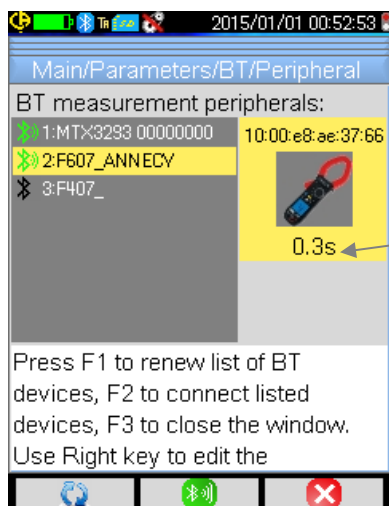 2015/01/01 00:52:53
Main/Parameters/BT/Peripheral
BT measurement peripherals:
1:MTX3293 00000000
10:00:e8:ae:37:66
2:F607_ANNECY
3:F407_
0.3s
Press F1 to renew list of BT
devices, F2 to connect listed
devices, F3 to close the window.
Use Right key to edit the